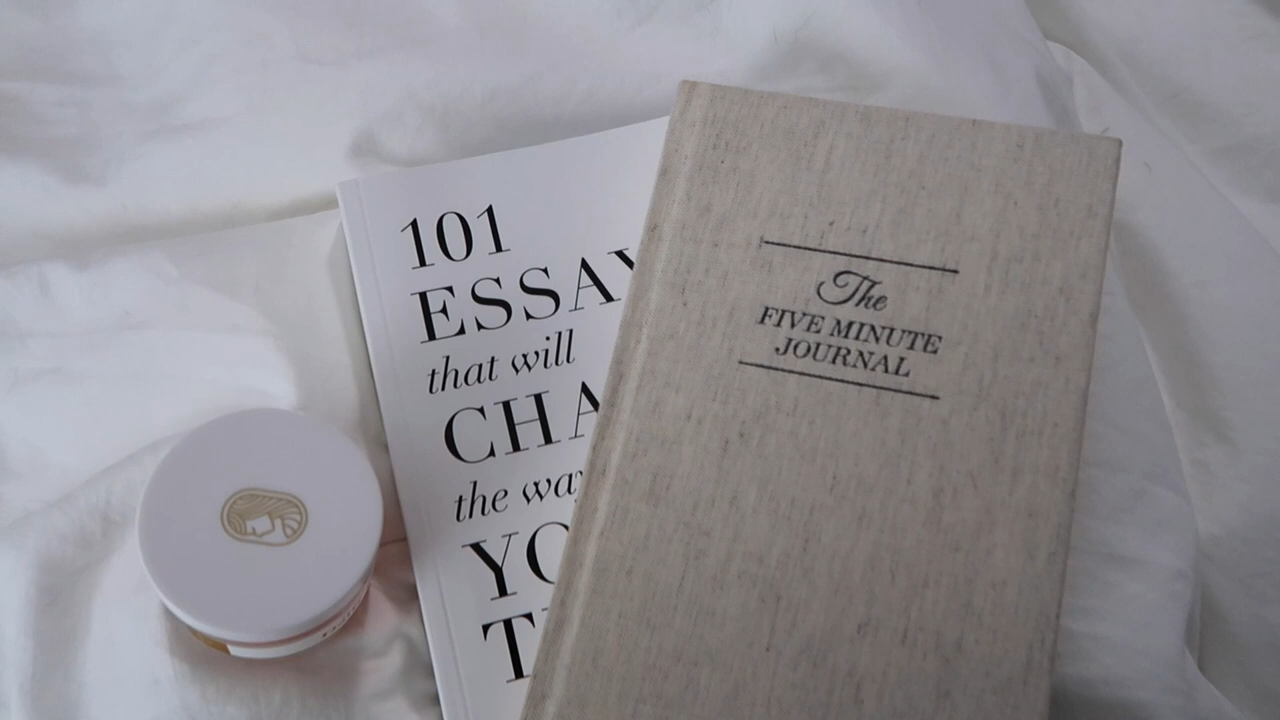 101
ESSAY
that will
CHA
the way
YO
T
The
FIVE MINUTE
JOURNAL